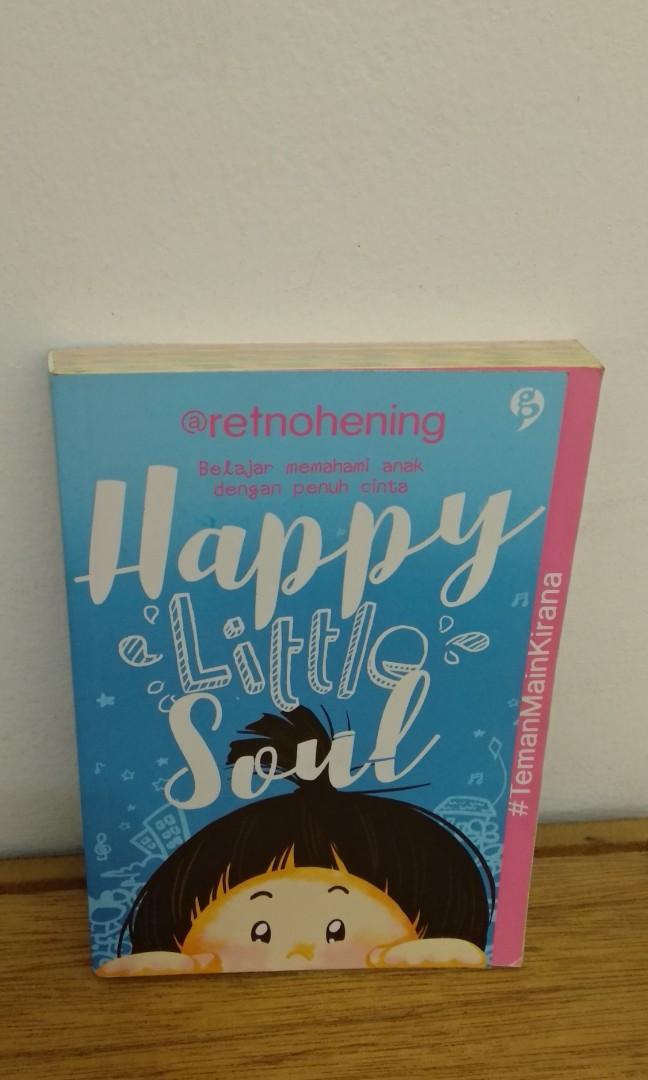 @retnohening
Belajar memahami anak
dengan penuh cinta
Happy
Little
Soul
#TemanMainKirana
g